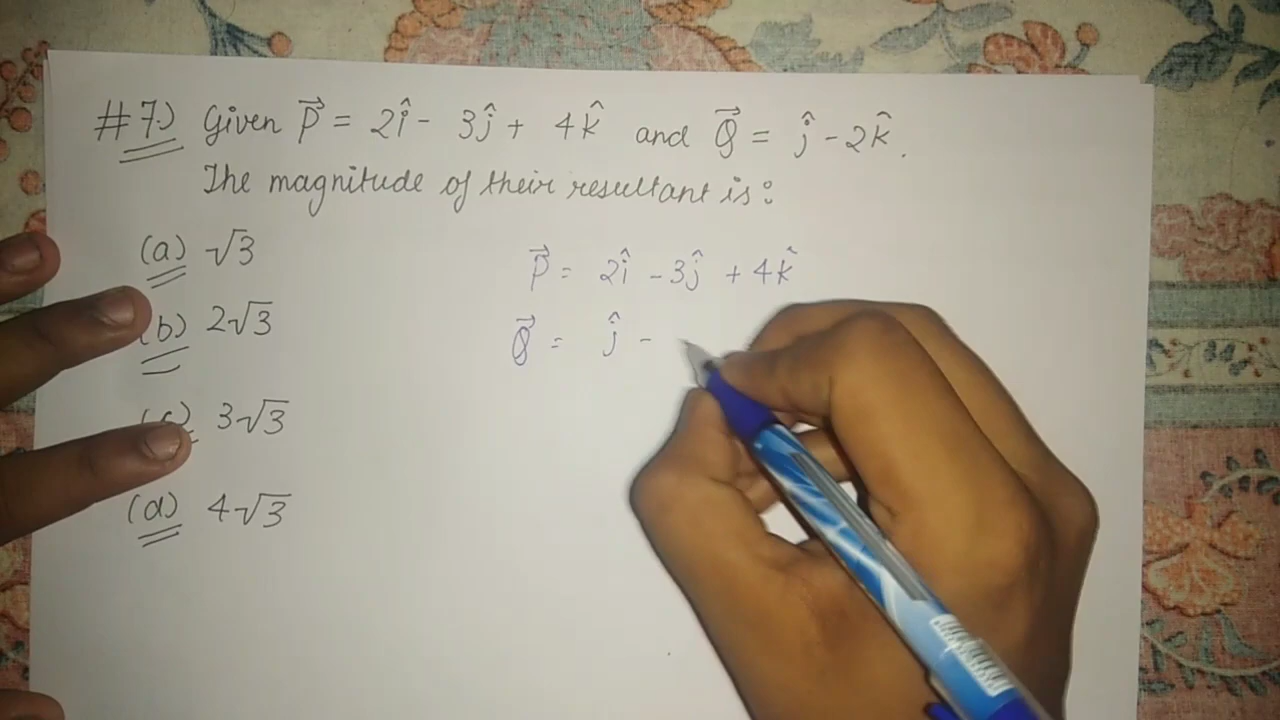 #7.) Given P⃗ = 2î - 3ĵ + 4k̂ and Q⃗ = ĵ - 2k̂.
The magnitude of their resultant is:
(a) √3
(b) 2√3
(c) 3√3
(d) 4√3
P⃗ = 2î - 3ĵ + 4k̂
Q⃗ = ĵ -